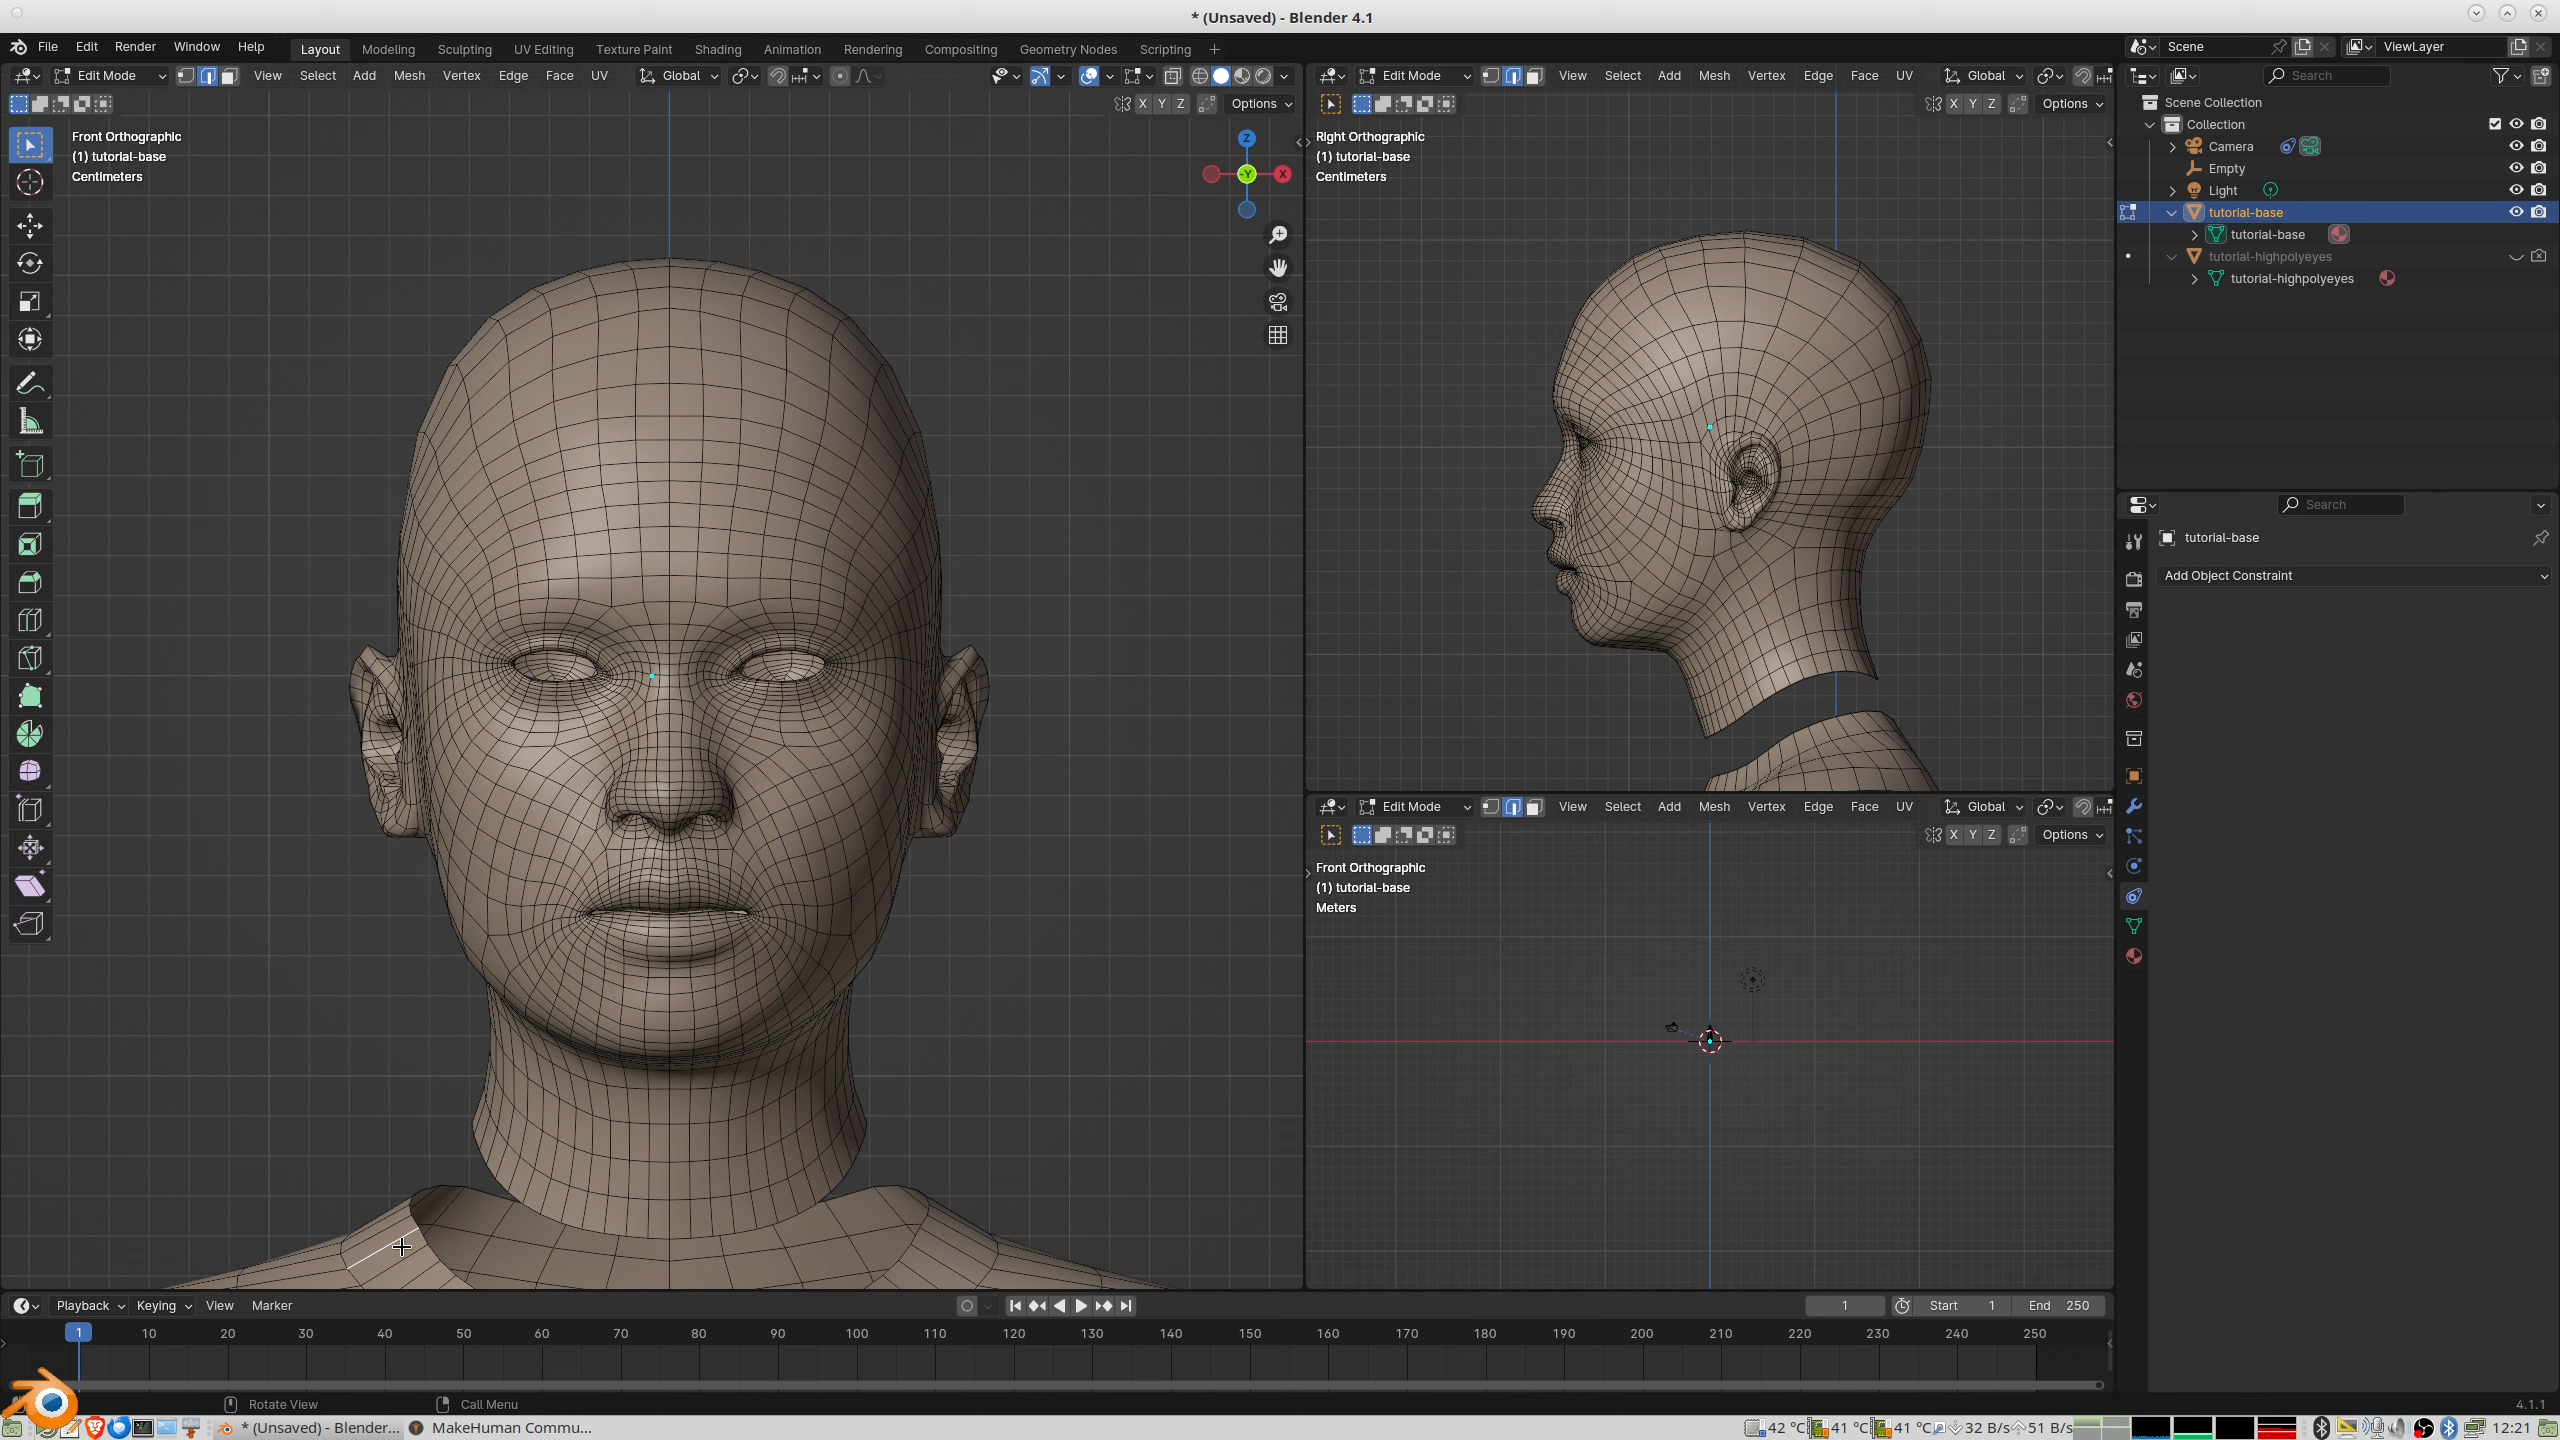 * (Unsaved) - Blender 4.1
File Edit Render Window Help Layout Modeling Sculpting UV Editing Texture Paint Shading Animation Rendering Compositing Geometry Nodes Scripting + Scene ViewLayer
Edit Mode View Select Add Mesh Vertex Edge Face UV Global
X Y Z Options
Front Orthographic
(1) tutorial-base
Centimeters
Z
-Y X
Edit Mode View Select Add Mesh Vertex Edge Face UV Global
X Y Z Options
Right Orthographic
(1) tutorial-base
Centimeters
Edit Mode View Select Add Mesh Vertex Edge Face UV Global
X Y Z Options
Front Orthographic
(1) tutorial-base
Meters
Search
Scene Collection
Collection
Camera
Empty
Light
tutorial-base
tutorial-base
tutorial-highpolyeyes
tutorial-highpolyeyes
Search
tutorial-base
Add Object Constraint
Playback Keying View Marker 1 Start 1 End 250
1 10 20 30 40 50 60 70 80 90 100 110 120 130 140 150 160 170 180 190 200 210 220 230 240 250
Rotate View Call Menu 4.1.1
* (Unsaved) - Blender... MakeHuman Commu... 42 °C 41 °C 41 °C 32 B/s 51 B/s 12:21